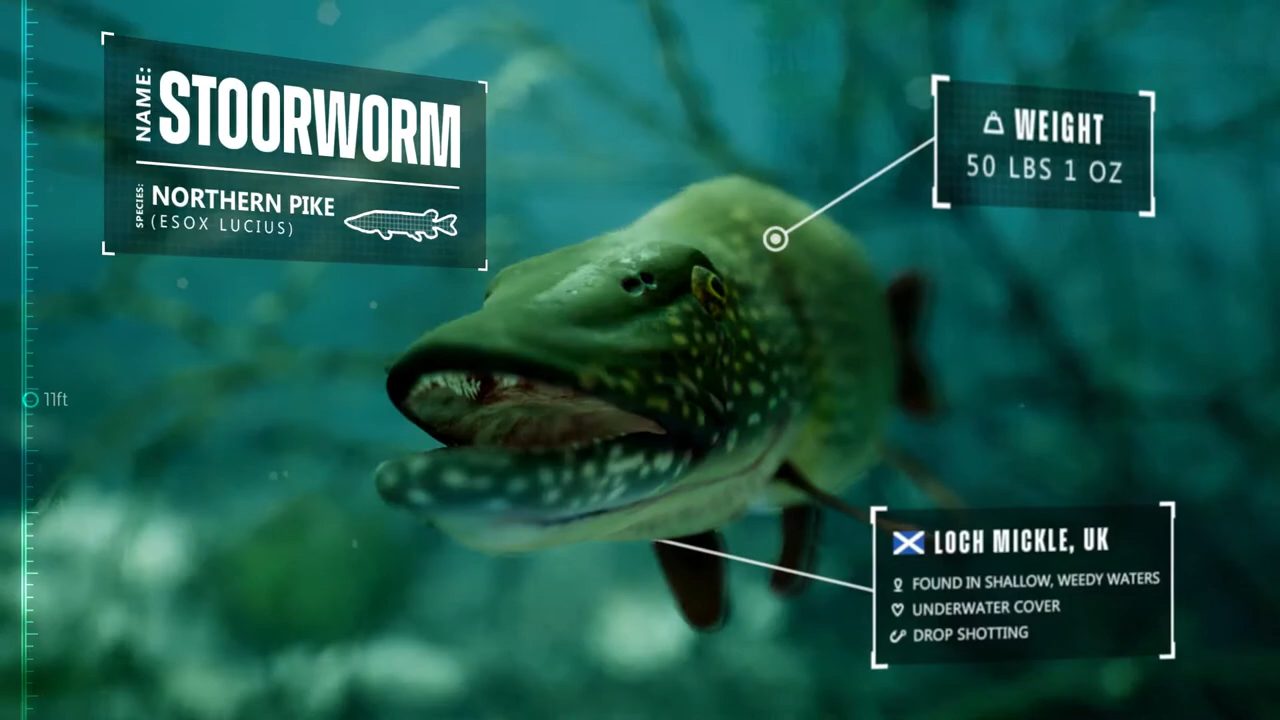 NAME:
STOORWORM
SPECIES:
NORTHERN PIKE
(ESOX LUCIUS)
WEIGHT
50 LBS 1 OZ
11ft
LOCH MICKLE, UK
FOUND IN SHALLOW, WEEDY WATERS
UNDERWATER COVER
DROP SHOTTING